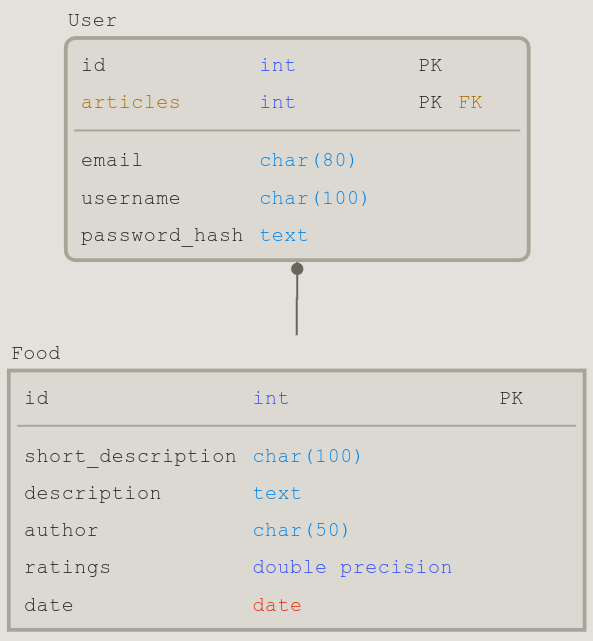 User
id int PK
articles int PK FK
email char(80)
username char(100)
password_hash text
Food
id int PK
short_description char(100)
description text
author char(50)
ratings double precision
date date